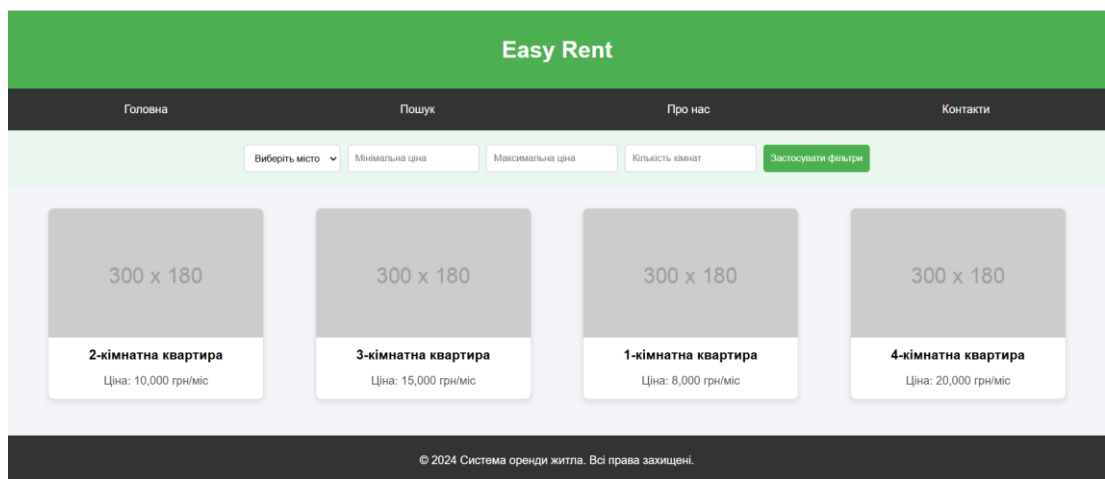 Easy Rent
Головна Пошук Про нас Контакти
Виберіть місто Мінімальна ціна Максимальна ціна Кількість кімнат Застосувати фільтри
300 x 180 300 x 180 300 x 180 300 x 180
2-кімнатна квартира 3-кімнатна квартира 1-кімнатна квартира 4-кімнатна квартира
Ціна: 10,000 грн/міс Ціна: 15,000 грн/міс Ціна: 8,000 грн/міс Ціна: 20,000 грн/міс
© 2024 Система оренди житла. Всі права захищені.